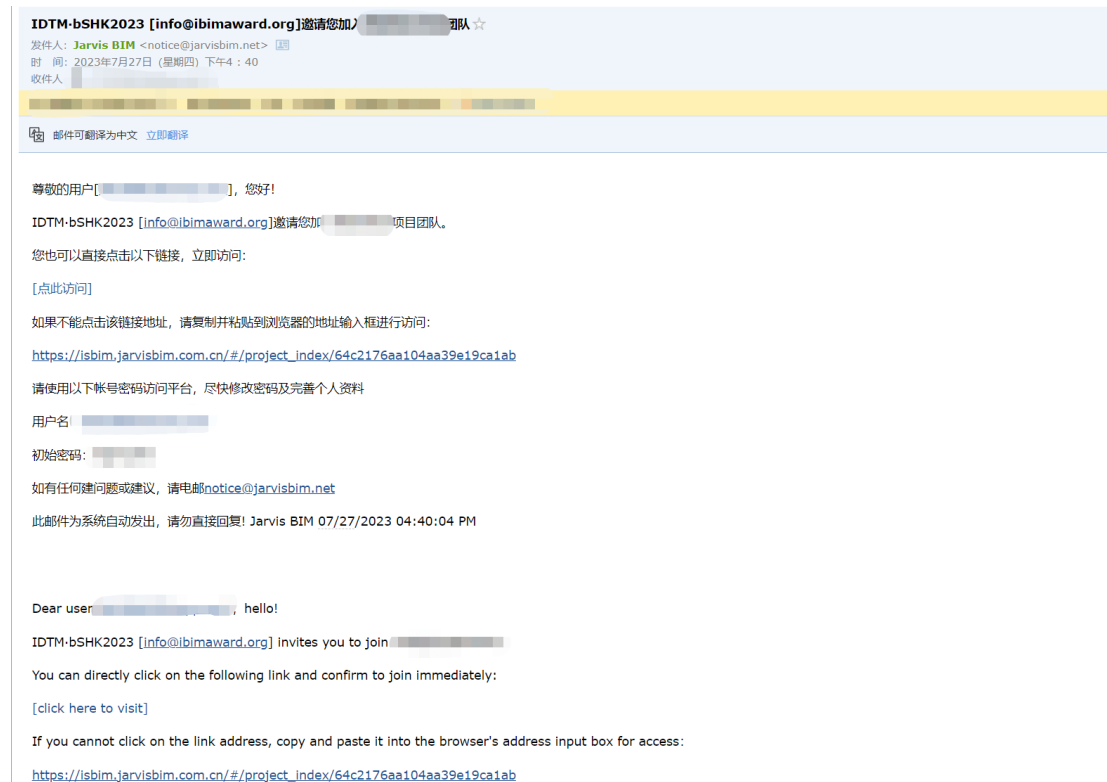 IDTM·bSHK2023 [info@ibimaward.org]邀请您加 团队☆
发件人：Jarvis BIM <notice@jarvisbim.net>
时 间：2023年7月27日（星期四）下午4：40
收件人
邮件可翻译为中文 立即翻译
尊敬的用户[ ]，您好！
IDTM·bSHK2023 [info@ibimaward.org]邀请您加 项目团队。
您也可以直接点击以下链接，立即访问：
[点此访问]
如果不能点击该链接地址，请复制并粘贴到浏览器的地址输入框进行访问：
https://isbim.jarvisbim.com.cn/#/project_index/64c2176aa104aa39e19ca1ab
请使用以下帐号密码访问平台，尽快修改密码及完善个人资料
用户名
初始密码：
如有任何建问题或建议，请电邮notice@jarvisbim.net
此邮件为系统自动发出，请勿直接回复! Jarvis BIM 07/27/2023 04:40:04 PM
Dear user , hello!
IDTM·bSHK2023 [info@ibimaward.org] invites you to join
You can directly click on the following link and confirm to join immediately:
[click here to visit]
If you cannot click on the link address, copy and paste it into the browser's address input box for access:
https://isbim.jarvisbim.com.cn/#/project_index/64c2176aa104aa39e19ca1ab